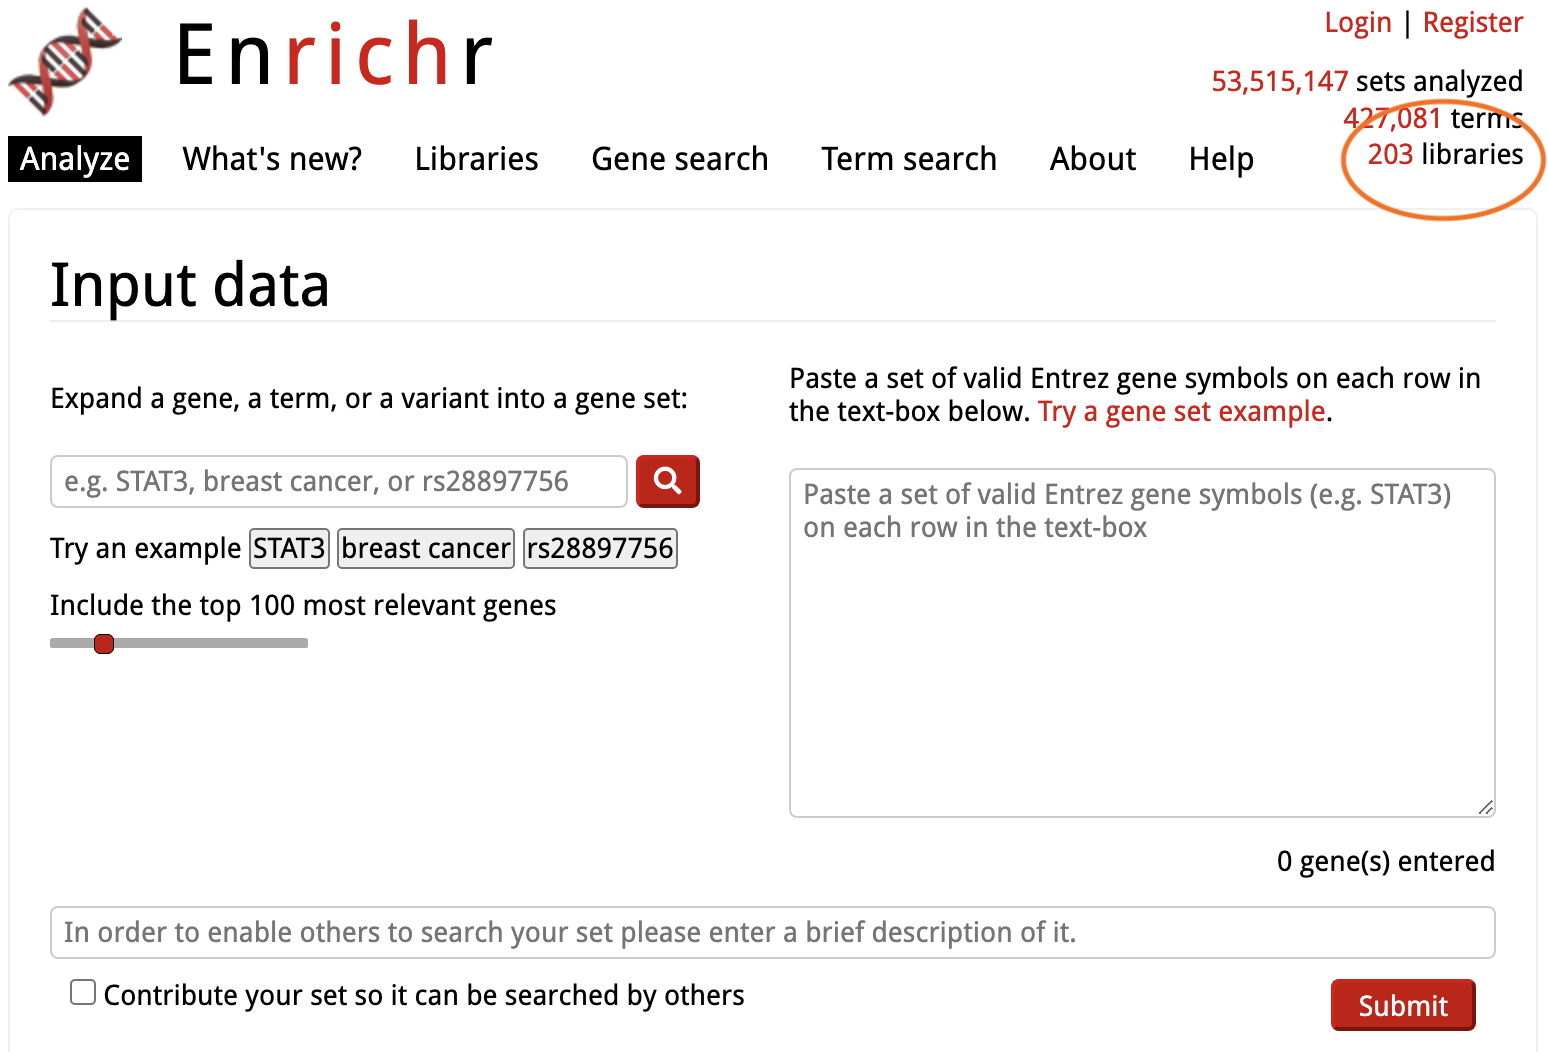 Enrichr
Login | Register
53,515,147 sets analyzed
427,081 terms
203 libraries
Analyze What's new? Libraries Gene search Term search About Help
Input data
Expand a gene, a term, or a variant into a gene set:
e.g. STAT3, breast cancer, or rs28897756
Try an example STAT3 breast cancer rs28897756
Include the top 100 most relevant genes
Paste a set of valid Entrez gene symbols on each row in
the text-box below. Try a gene set example.
Paste a set of valid Entrez gene symbols (e.g. STAT3)
on each row in the text-box
0 gene(s) entered
In order to enable others to search your set please enter a brief description of it.
Contribute your set so it can be searched by others
Submit